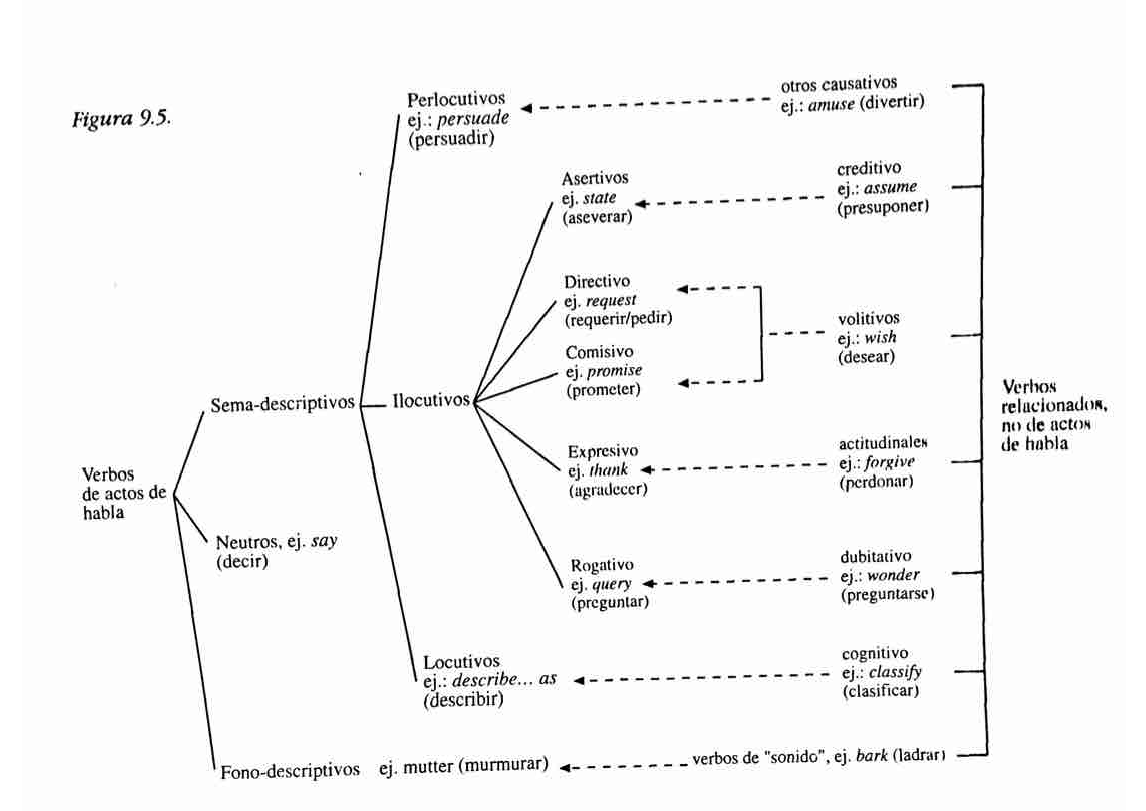 Figura 9.5.
Perlocutivos
ej.: persuade
(persuadir)
otros causativos
ej.: amuse (divertir)
Asertivos
ej. state
(aseverar)
creditivo
ej.: assume
(presuponer)
Directivo
ej. request
(requerir/pedir)
Comisivo
ej. promise
(prometer)
volitivos
ej.: wish
(desear)
Sema-descriptivos
Ilocutivos
Verbos
relacionados,
no de actos
de habla
Expresivo
ej. thank
(agradecer)
actitudinales
ej.: forgive
(perdonar)
Verbos
de actos de
habla
Neutros, ej. say
(decir)
Rogativo
ej. query
(preguntar)
dubitativo
ej.: wonder
(preguntarse)
Locutivos
ej.: describe... as
(describir)
cognitivo
ej.: classify
(clasificar)
Fono-descriptivos ej. mutter (murmurar)
verbos de "sonido", ej. bark (ladrar)